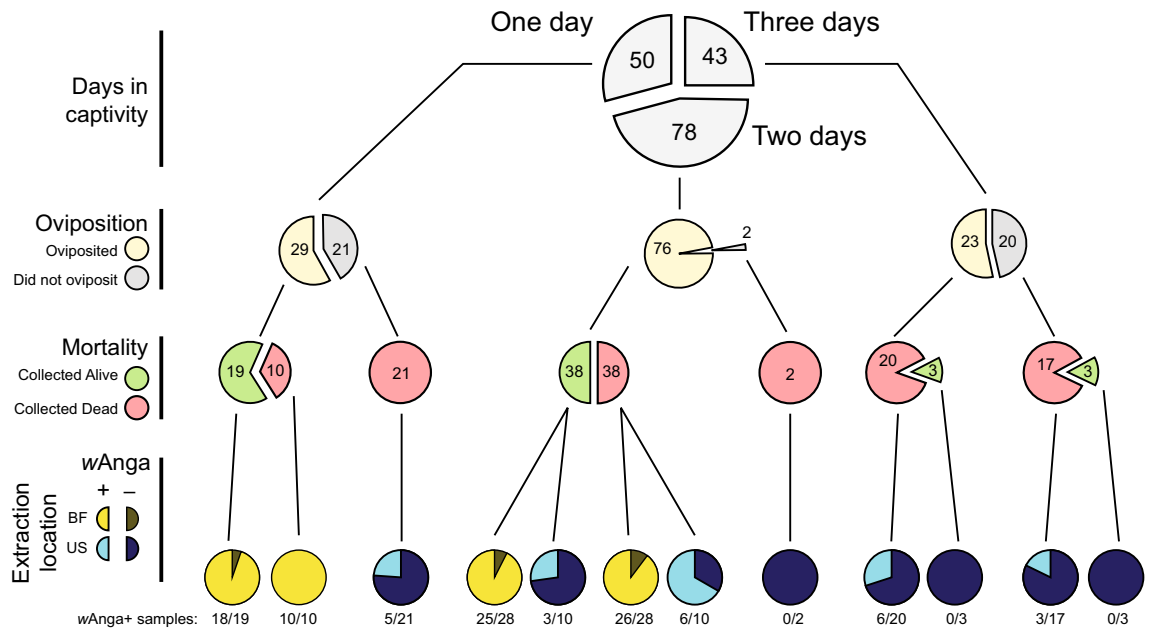 One day
Three days
50
43
Days in
captivity
78
Two days
Oviposition
Oviposited
Did not oviposit
29
21
76
2
23
20
Mortality
Collected Alive
Collected Dead
19
10
21
38
38
2
20
3
17
3
wAnga
+ –
Extraction
location
BF
US
wAnga+ samples: 18/19 10/10 5/21 25/28 3/10 26/28 6/10 0/2 6/20 0/3 3/17 0/3